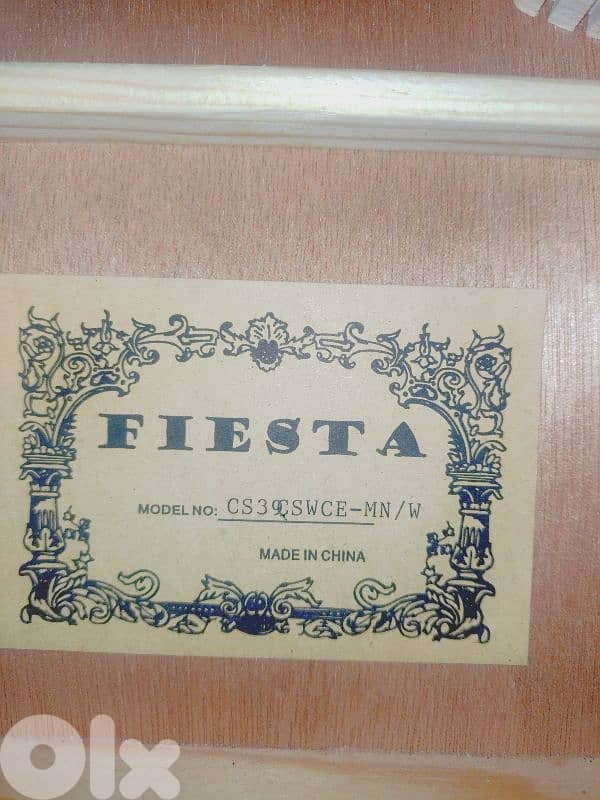 FIESTA
MODEL NO: CS39CSWCE-MN/W
MADE IN CHINA
OLX